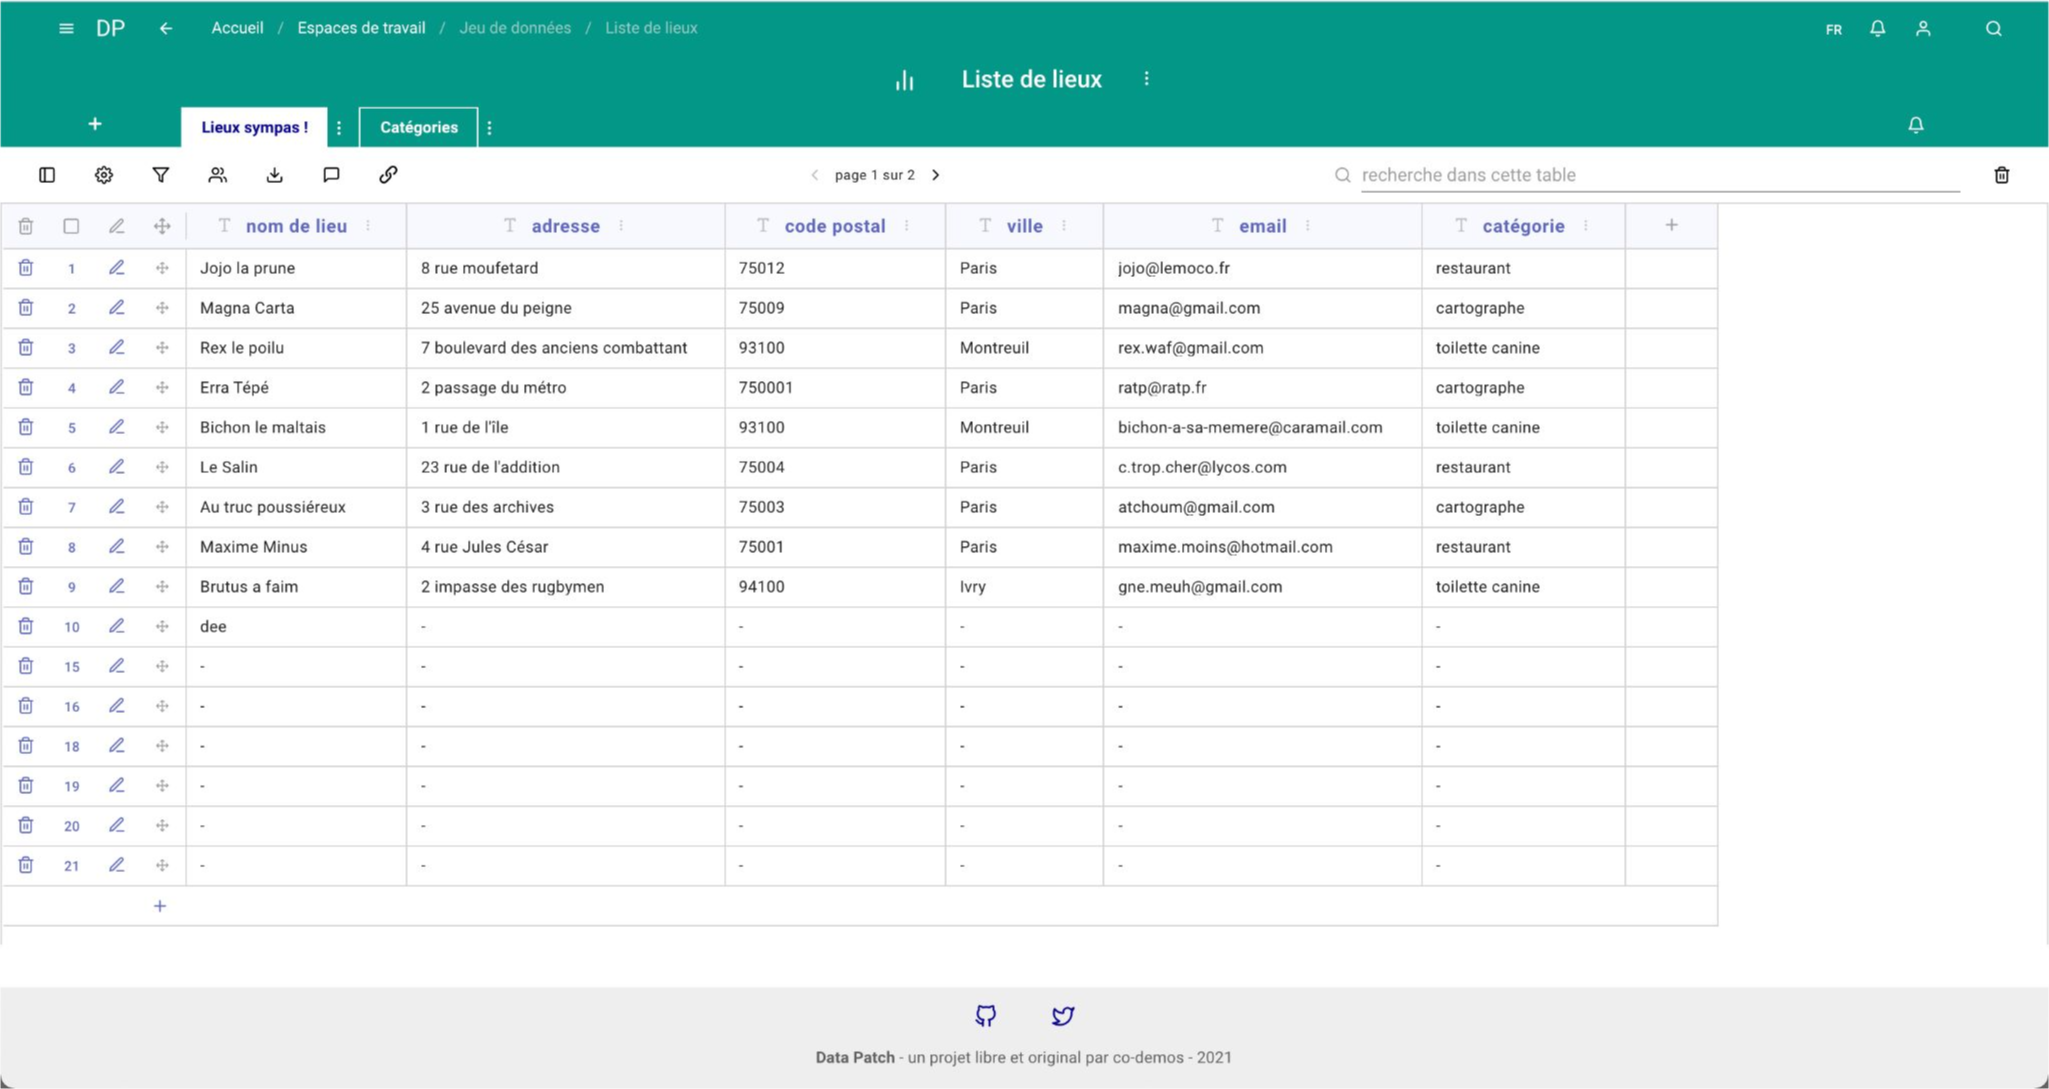 DP Accueil / Espaces de travail / Jeu de données / Liste de lieux FR
Liste de lieux
+ Lieux sympas ! Catégories
page 1 sur 2 recherche dans cette table
nom de lieu adresse code postal ville email catégorie +
1 Jojo la prune 8 rue moufetard 75012 Paris jojo@lemoco.fr restaurant
2 Magna Carta 25 avenue du peigne 75009 Paris magna@gmail.com cartographe
3 Rex le poilu 7 boulevard des anciens combattant 93100 Montreuil rex.waf@gmail.com toilette canine
4 Erra Tépé 2 passage du métro 750001 Paris ratp@ratp.fr cartographe
5 Bichon le maltais 1 rue de l'île 93100 Montreuil bichon-a-sa-memere@caramail.com toilette canine
6 Le Salin 23 rue de l'addition 75004 Paris c.trop.cher@lycos.com restaurant
7 Au truc poussiéreux 3 rue des archives 75003 Paris atchoum@gmail.com cartographe
8 Maxime Minus 4 rue Jules César 75001 Paris maxime.moins@hotmail.com restaurant
9 Brutus a faim 2 impasse des rugbymen 94100 Ivry gne.meuh@gmail.com toilette canine
10 dee - - - - -
15 - - - - - -
16 - - - - - -
18 - - - - - -
19 - - - - - -
20 - - - - - -
21 - - - - - -
+
Data Patch - un projet libre et original par co-demos - 2021